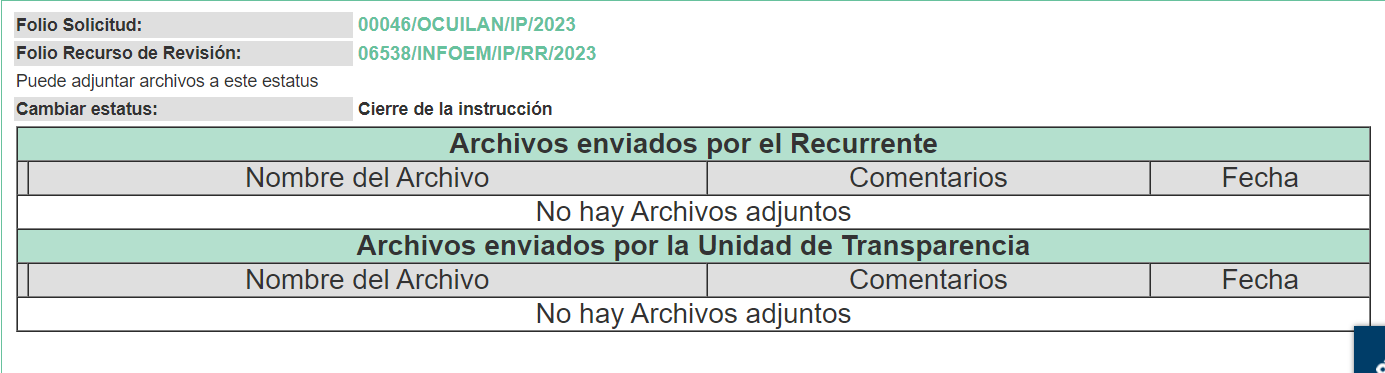 Folio Solicitud: 00046/OCUILAN/IP/2023
Folio Recurso de Revisión: 06538/INFOEM/IP/RR/2023
Puede adjuntar archivos a este estatus
Cambiar estatus: Cierre de la instrucción
Archivos enviados por el Recurrente
Nombre del Archivo Comentarios Fecha
No hay Archivos adjuntos
Archivos enviados por la Unidad de Transparencia
Nombre del Archivo Comentarios Fecha
No hay Archivos adjuntos